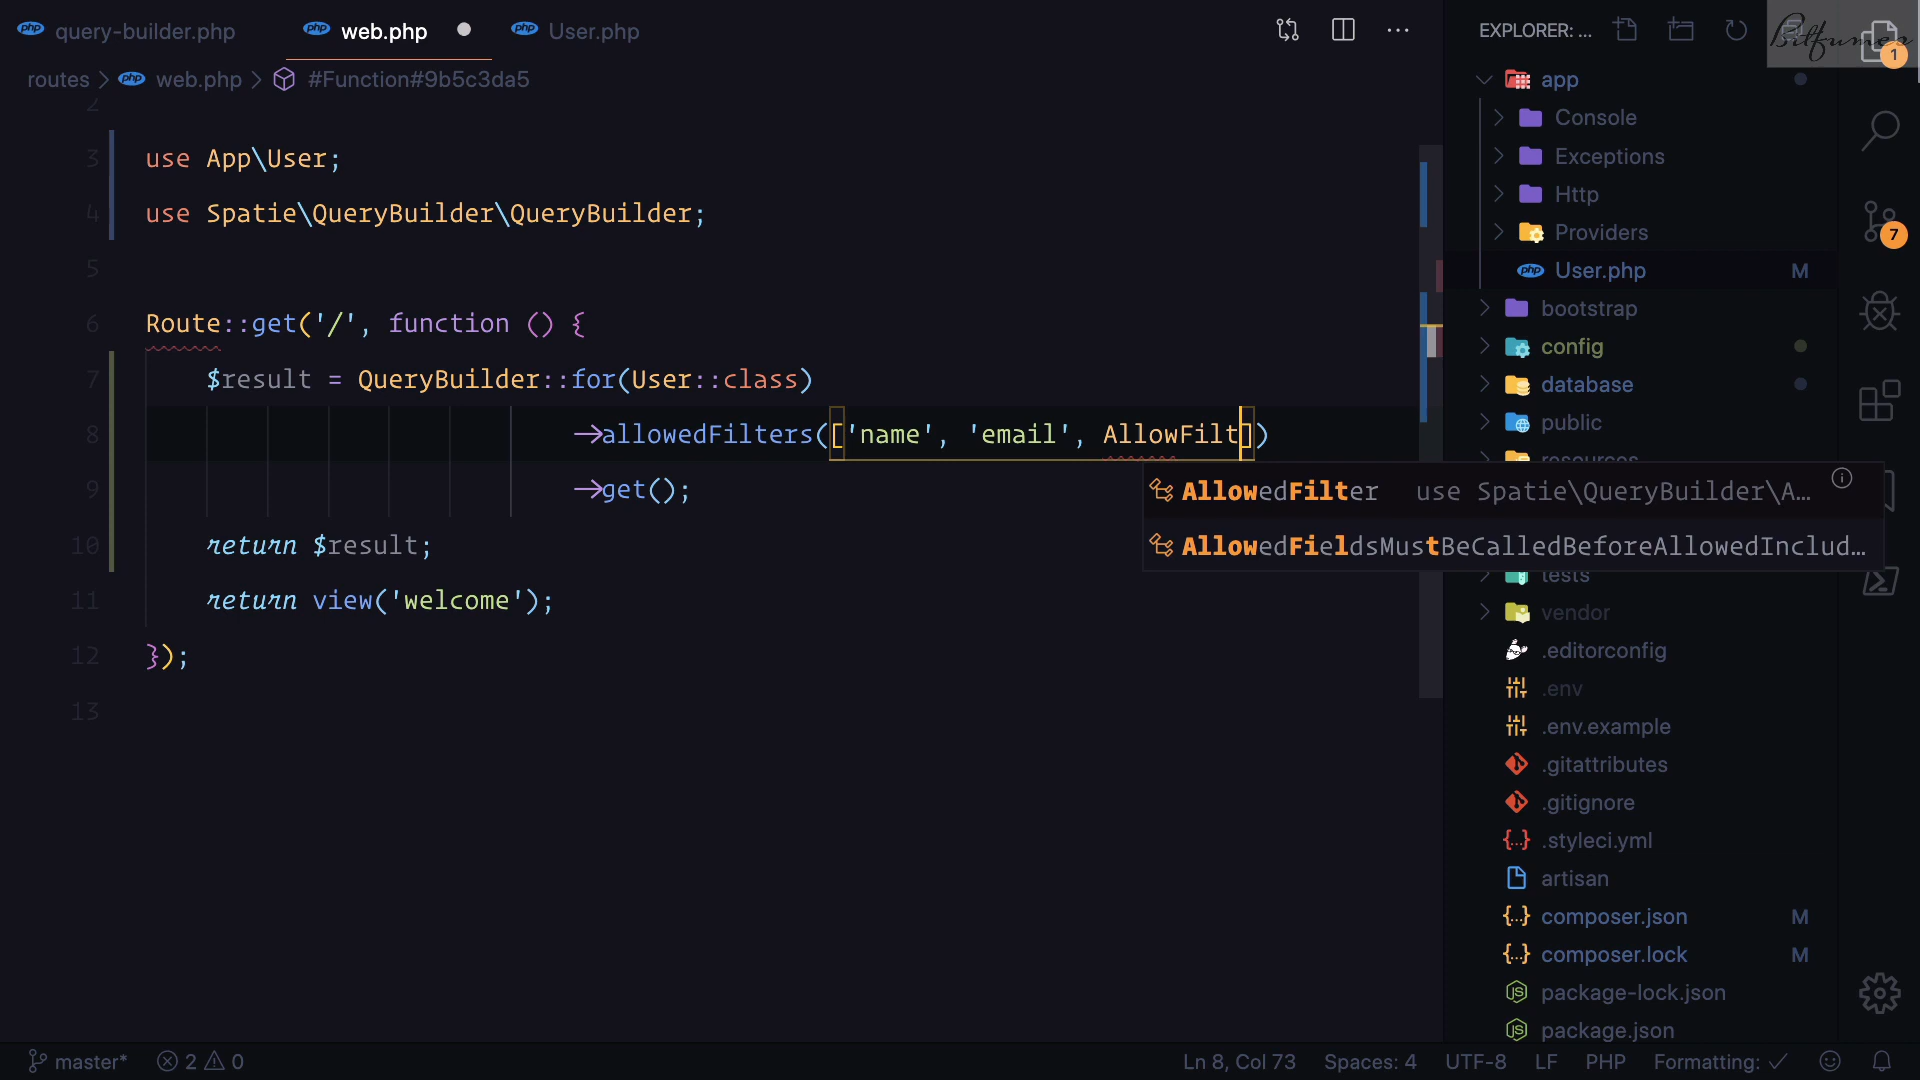 query-builder.php web.php User.php
EXPLORER: ...
Bitfumes
1
routes > web.php > #Function#9b5c3da5
2
3 use App\User;
4 use Spatie\QueryBuilder\QueryBuilder;
5
6 Route::get('/', function () {
7 $result = QueryBuilder::for(User::class)
8 ->allowedFilters(['name', 'email', AllowFilt])
9 ->get();
10 return $result;
11 return view('welcome');
12 });
13
AllowedFilter use Spatie\QueryBuilder\A...
AllowedFieldsMustBeCalledBeforeAllowedInclud...
app
Console
Exceptions
Http
Providers
User.php M
bootstrap
config
database
public
resources
tests
vendor
.editorconfig
.env
.env.example
.gitattributes
.gitignore
.styleci.yml
artisan
composer.json M
composer.lock M
package-lock.json
package.json
7
master* 2 0
Ln 8, Col 73 Spaces: 4 UTF-8 LF PHP Formatting: ✓